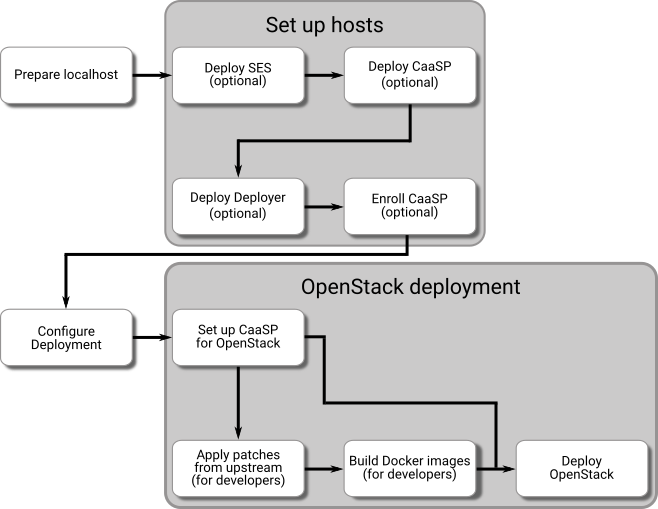 Set up hosts
Prepare localhost
Deploy SES
(optional)
Deploy CaaSP
(optional)
Deploy Deployer
(optional)
Enroll CaaSP
(optional)
OpenStack deployment
Configure
Deployment
Set up CaaSP
for OpenStack
Apply patches
from upstream
(for developers)
Build Docker images
(for developers)
Deploy
OpenStack